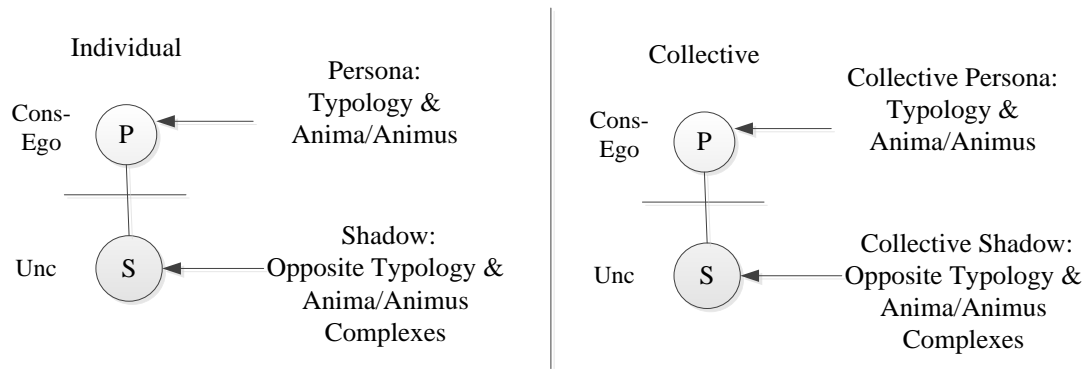 Individual
Cons-
Ego
P
Persona:
Typology &
Anima/Animus
Unc
S
Shadow:
Opposite Typology &
Anima/Animus
Complexes
Collective
Cons-
Ego
P
Collective Persona:
Typology &
Anima/Animus
Unc
S
Collective Shadow:
Opposite Typology &
Anima/Animus
Complexes